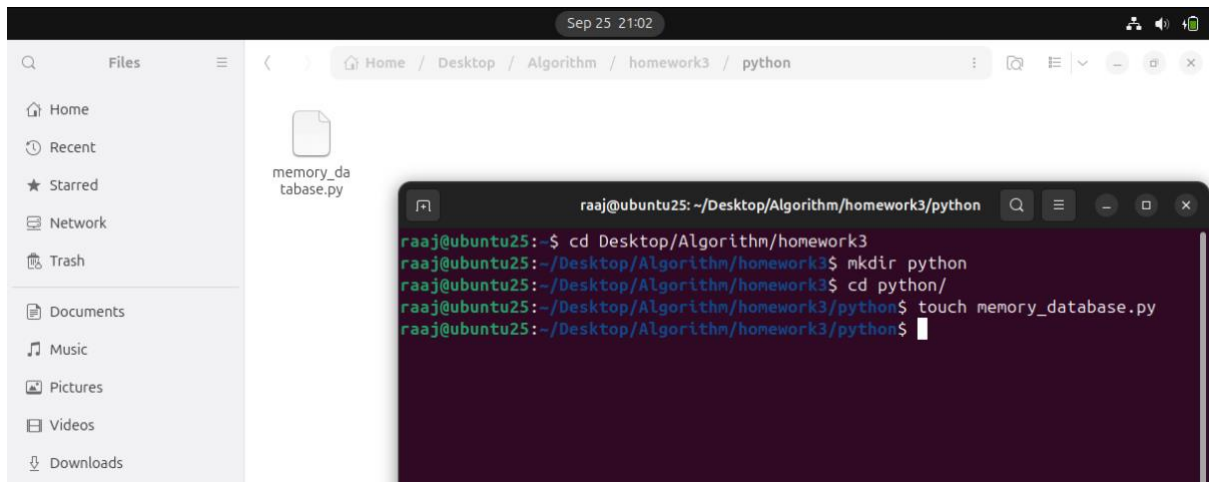 Sep 25 21:02
Files
Home / Desktop / Algorithm / homework3 / python
Home
Recent
Starred
Network
Trash
Documents
Music
Pictures
Videos
Downloads
memory_da
tabase.py
raaj@ubuntu25: ~/Desktop/Algorithm/homework3/python
raaj@ubuntu25:~$ cd Desktop/Algorithm/homework3
raaj@ubuntu25:~/Desktop/Algorithm/homework3$ mkdir python
raaj@ubuntu25:~/Desktop/Algorithm/homework3$ cd python/
raaj@ubuntu25:~/Desktop/Algorithm/homework3/python$ touch memory_database.py
raaj@ubuntu25:~/Desktop/Algorithm/homework3/python$